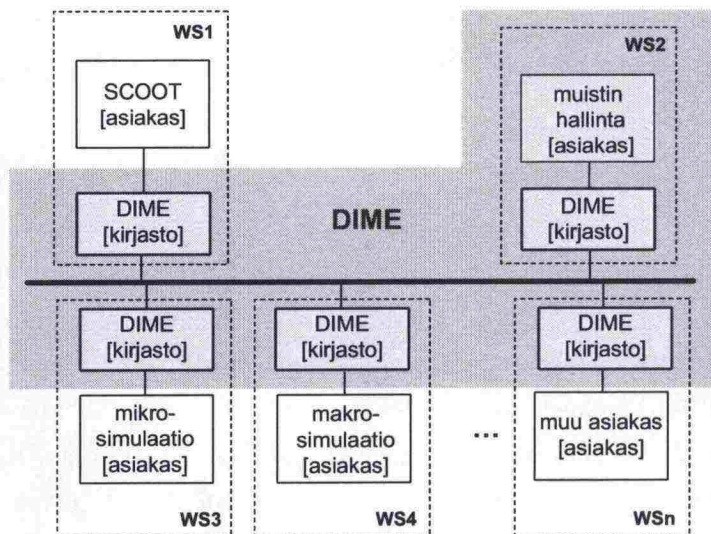 WS1
SCOOT
[asiakas]
DIME
[kirjasto]
WS2
muistin
hallinta
[asiakas]
DIME
[kirjasto]
DIME
DIME
[kirjasto]
mikro-
simulaatio
[asiakas]
WS3
DIME
[kirjasto]
makro-
simulaatio
[asiakas]
WS4
...
DIME
[kirjasto]
muu asiakas
[asiakas]
WSn